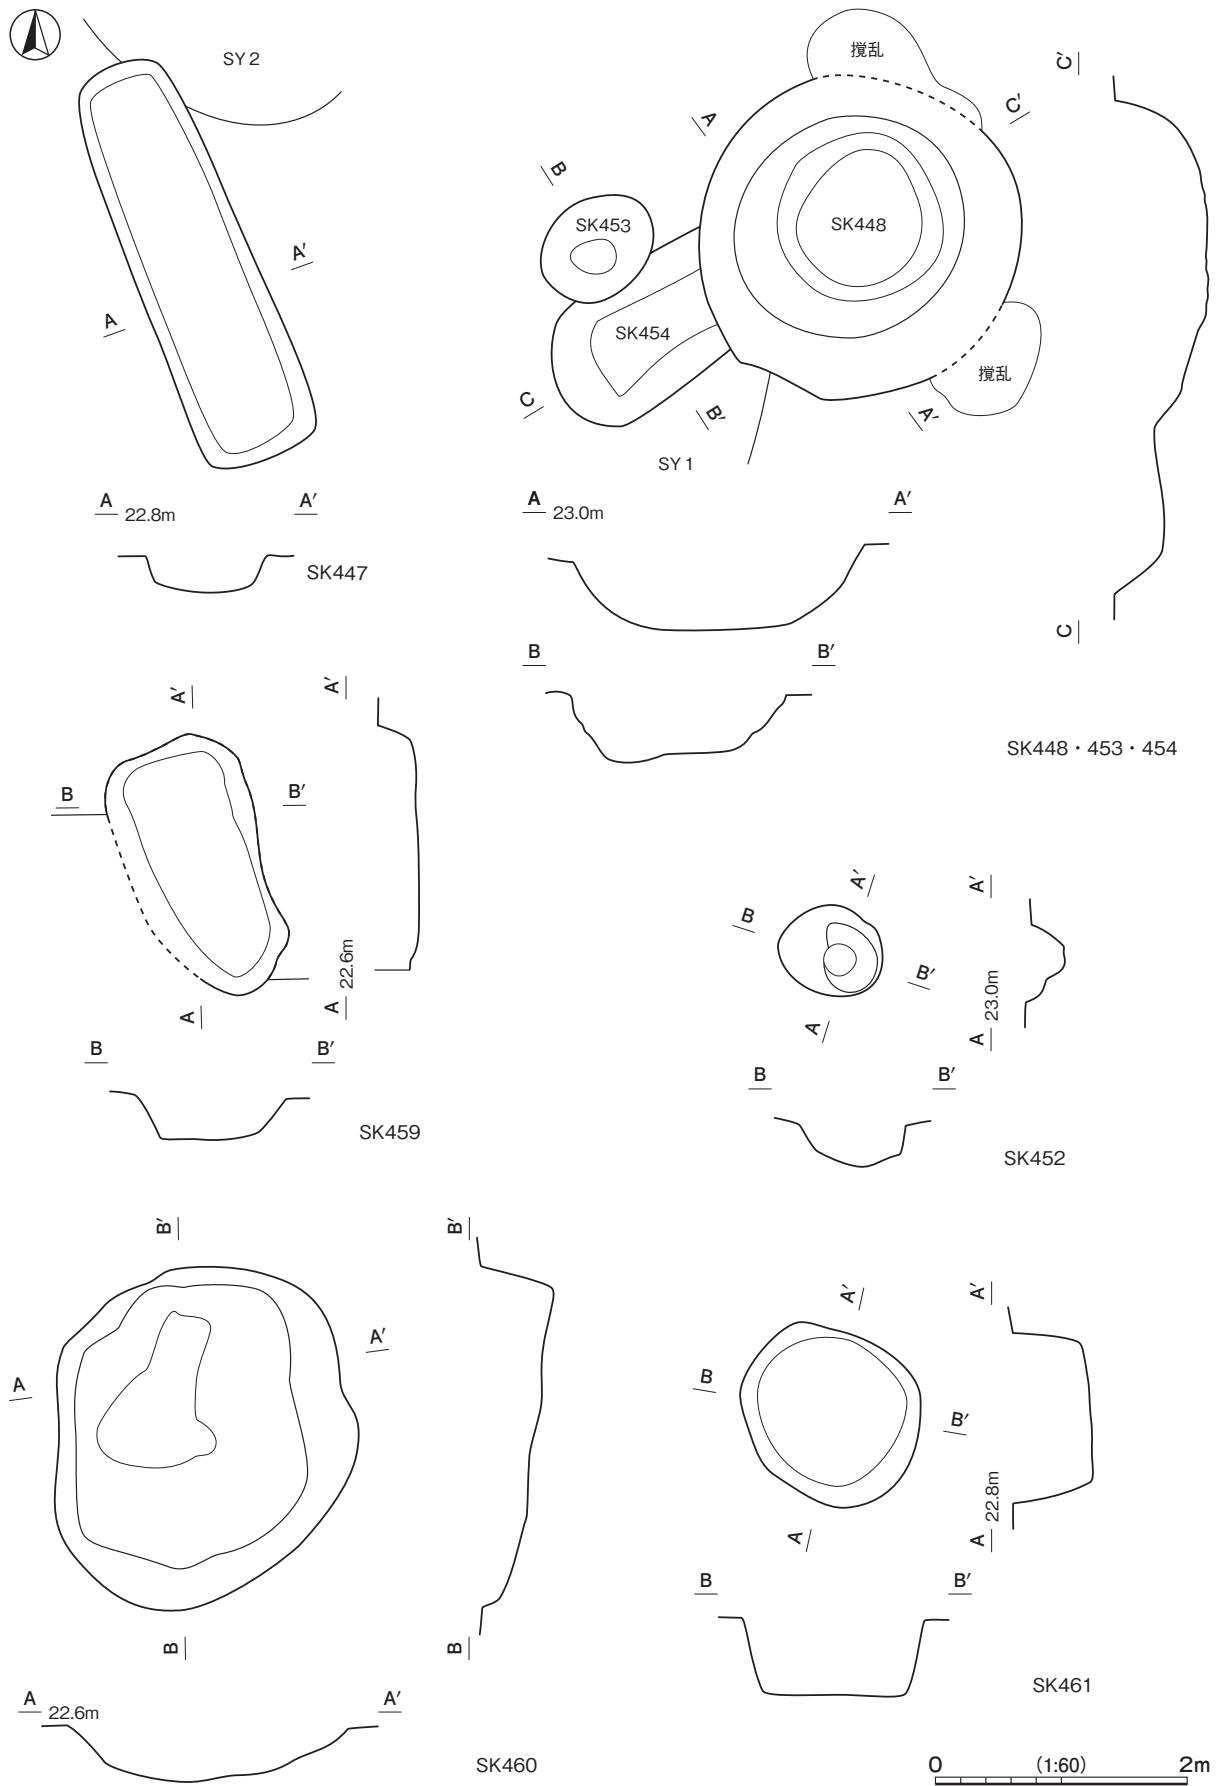 SY 2
A
A′
A
22.8m
A′
SK447
撹乱
C′
A
C′
B
SK453
SK448
SK454
撹乱
C
B′
A′
SY 1
A
23.0m
A′
C
B
B′
SK448・453・454
A′
A′
B
B′
A
A
22.6m
B
B′
SK459
A′
A′
B
B′
A
A
23.0m
B
B′
SK452
B′
B′
A
A′
B
B
A
22.6m
A′
SK460
A′
A′
B
B′
A
A
22.8m
B
B′
SK461
0 (1:60) 2m